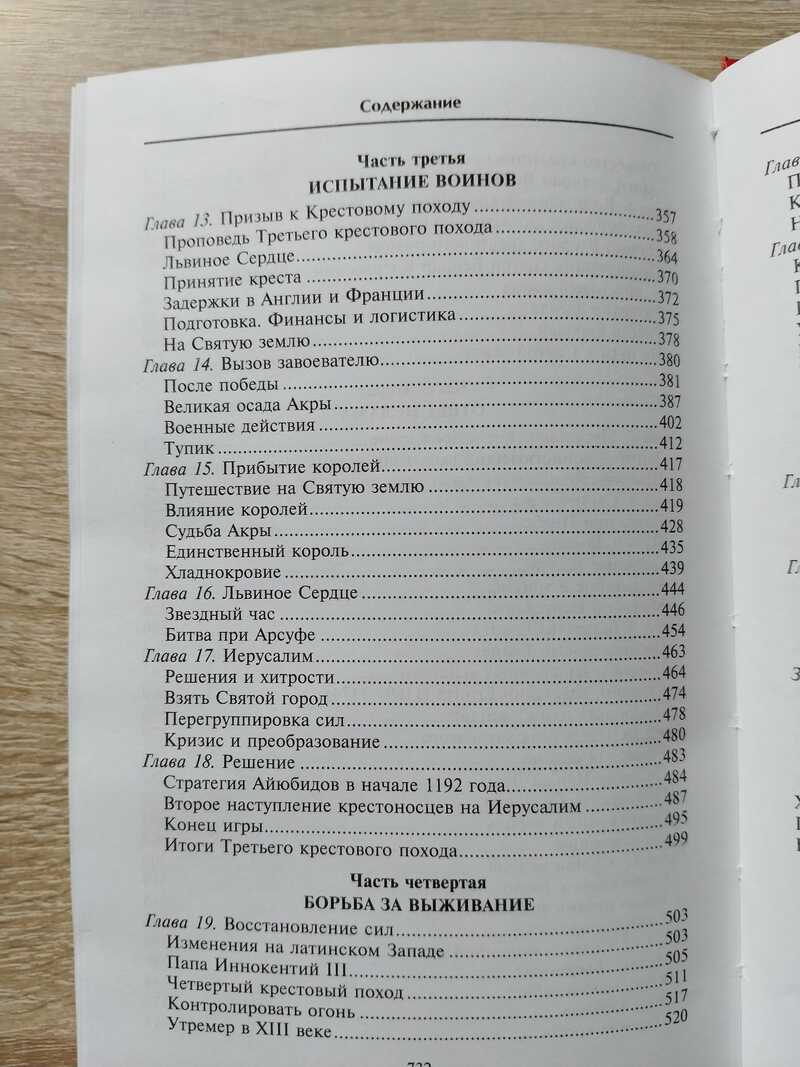 Содержание
Часть третья
ИСПЫТАНИЕ ВОИНОВ
Глава 13. Призыв к Крестовому походу 357
Проповедь Третьего крестового похода 358
Львиное Сердце 364
Принятие креста 370
Задержки в Англии и Франции 372
Подготовка. Финансы и логистика 375
На Святую землю 378
Глава 14. Вызов завоевателю 380
После победы 381
Великая осада Акры 387
Военные действия 402
Тупик 412
Глава 15. Прибытие королей 417
Путешествие на Святую землю 418
Влияние королей 419
Судьба Акры 428
Единственный король 435
Хладнокровие 439
Глава 16. Львиное Сердце 444
Звездный час 446
Битва при Арсуфе 454
Глава 17. Иерусалим 463
Решения и хитрости 464
Взять Святой город 474
Перегруппировка сил 478
Кризис и преобразование 480
Глава 18. Решение 483
Стратегия Айюбидов в начале 1192 года 484
Второе наступление крестоносцев на Иерусалим 487
Конец игры 495
Итоги Третьего крестового похода 499
Часть четвертая
БОРЬБА ЗА ВЫЖИВАНИЕ
Глава 19. Восстановление сил 503
Изменения на латинском Западе 503
Папа Иннокентий III 505
Четвертый крестовый поход 511
Контролировать огонь 517
Утремер в XIII веке 520